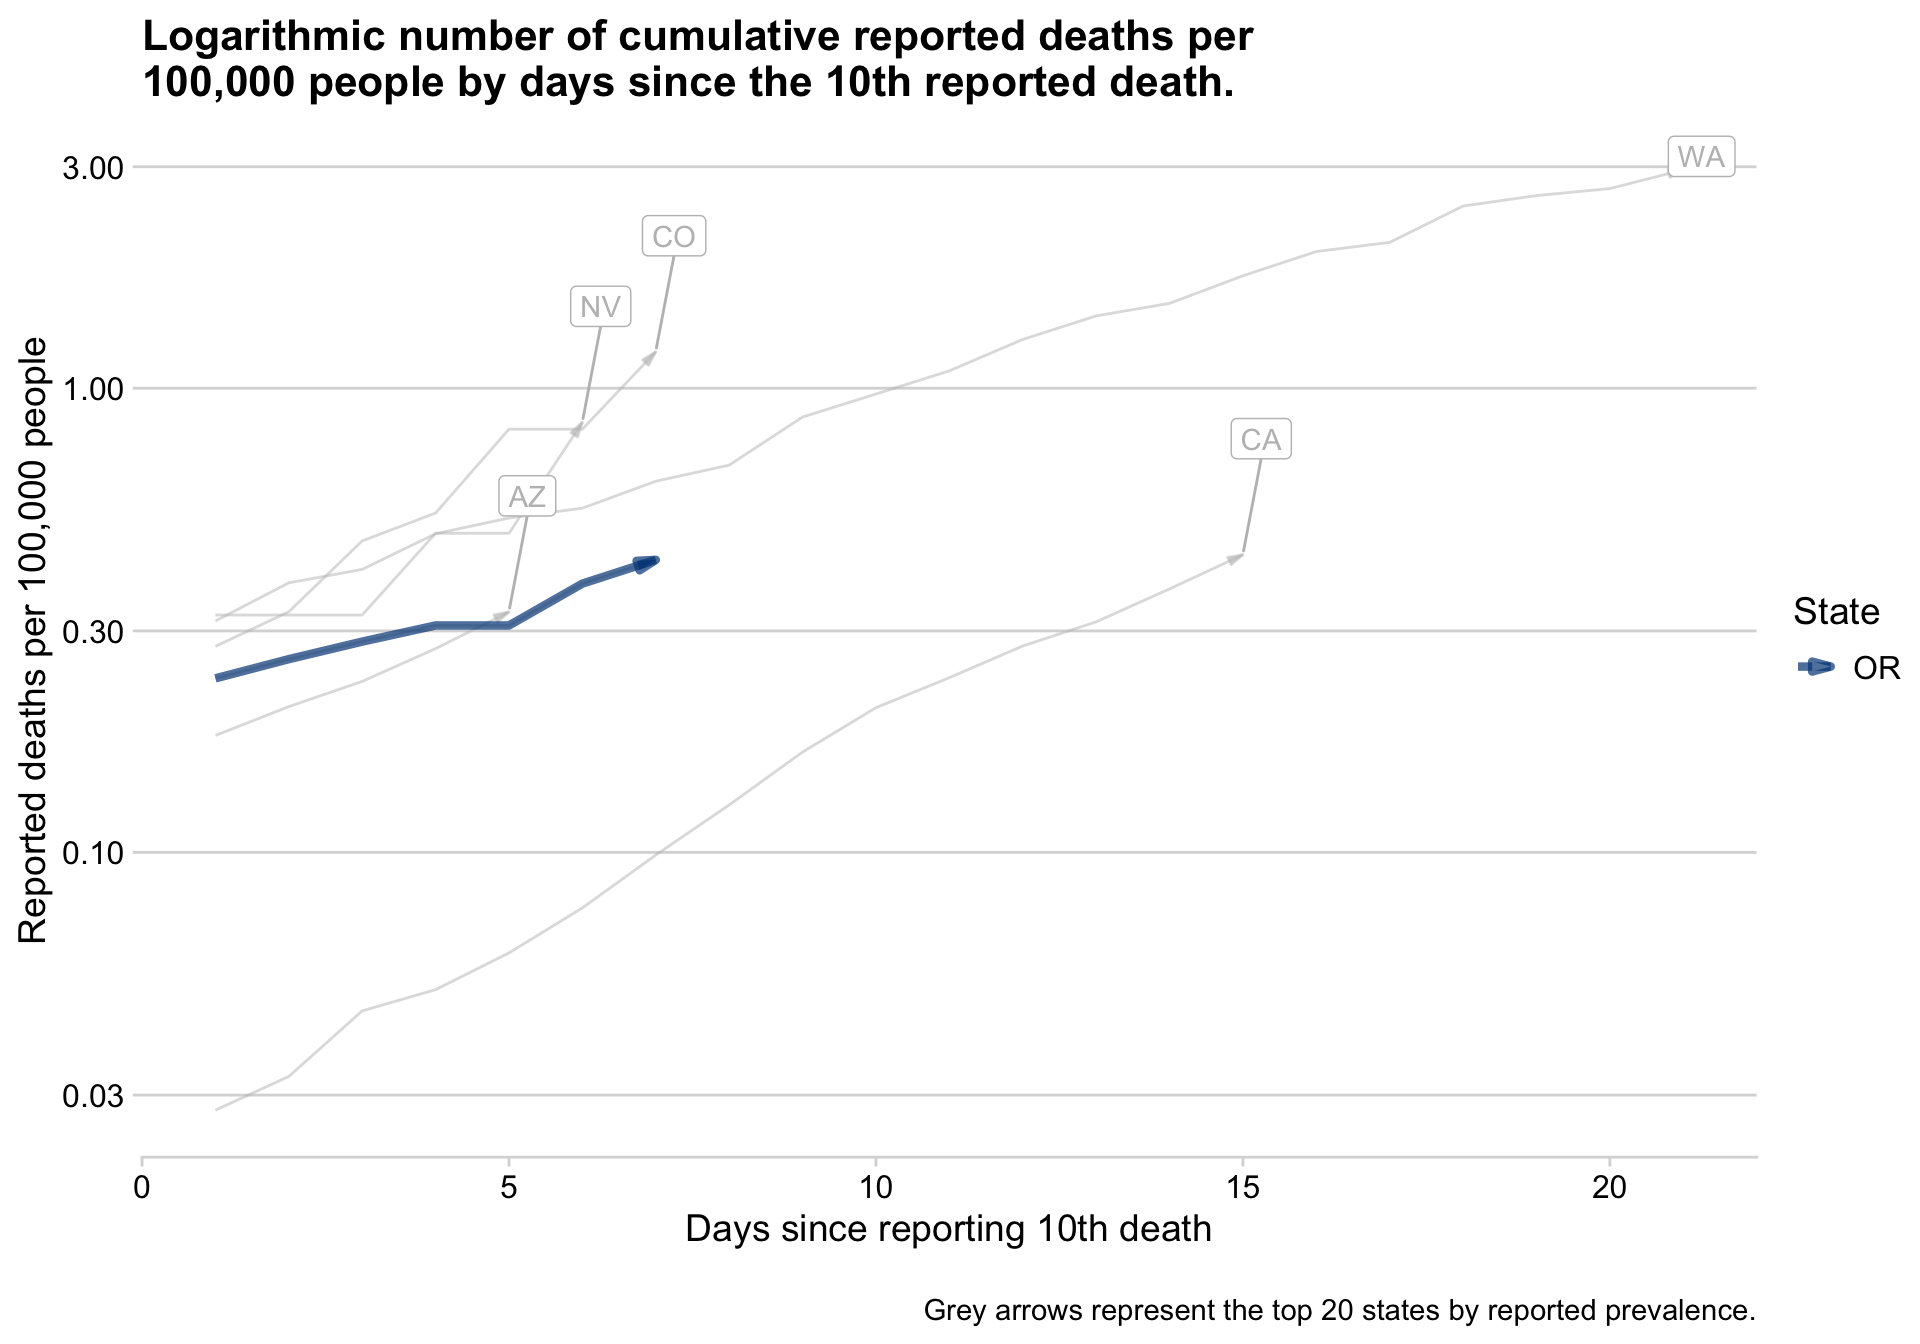 Logarithmic number of cumulative reported deaths per
100,000 people by days since the 10th reported death.
Reported deaths per 100,000 people
3.00
1.00
0.30
0.10
0.03
WA
CO
NV
CA
AZ
State
OR
0
5
10
15
20
Days since reporting 10th death
Grey arrows represent the top 20 states by reported prevalence.